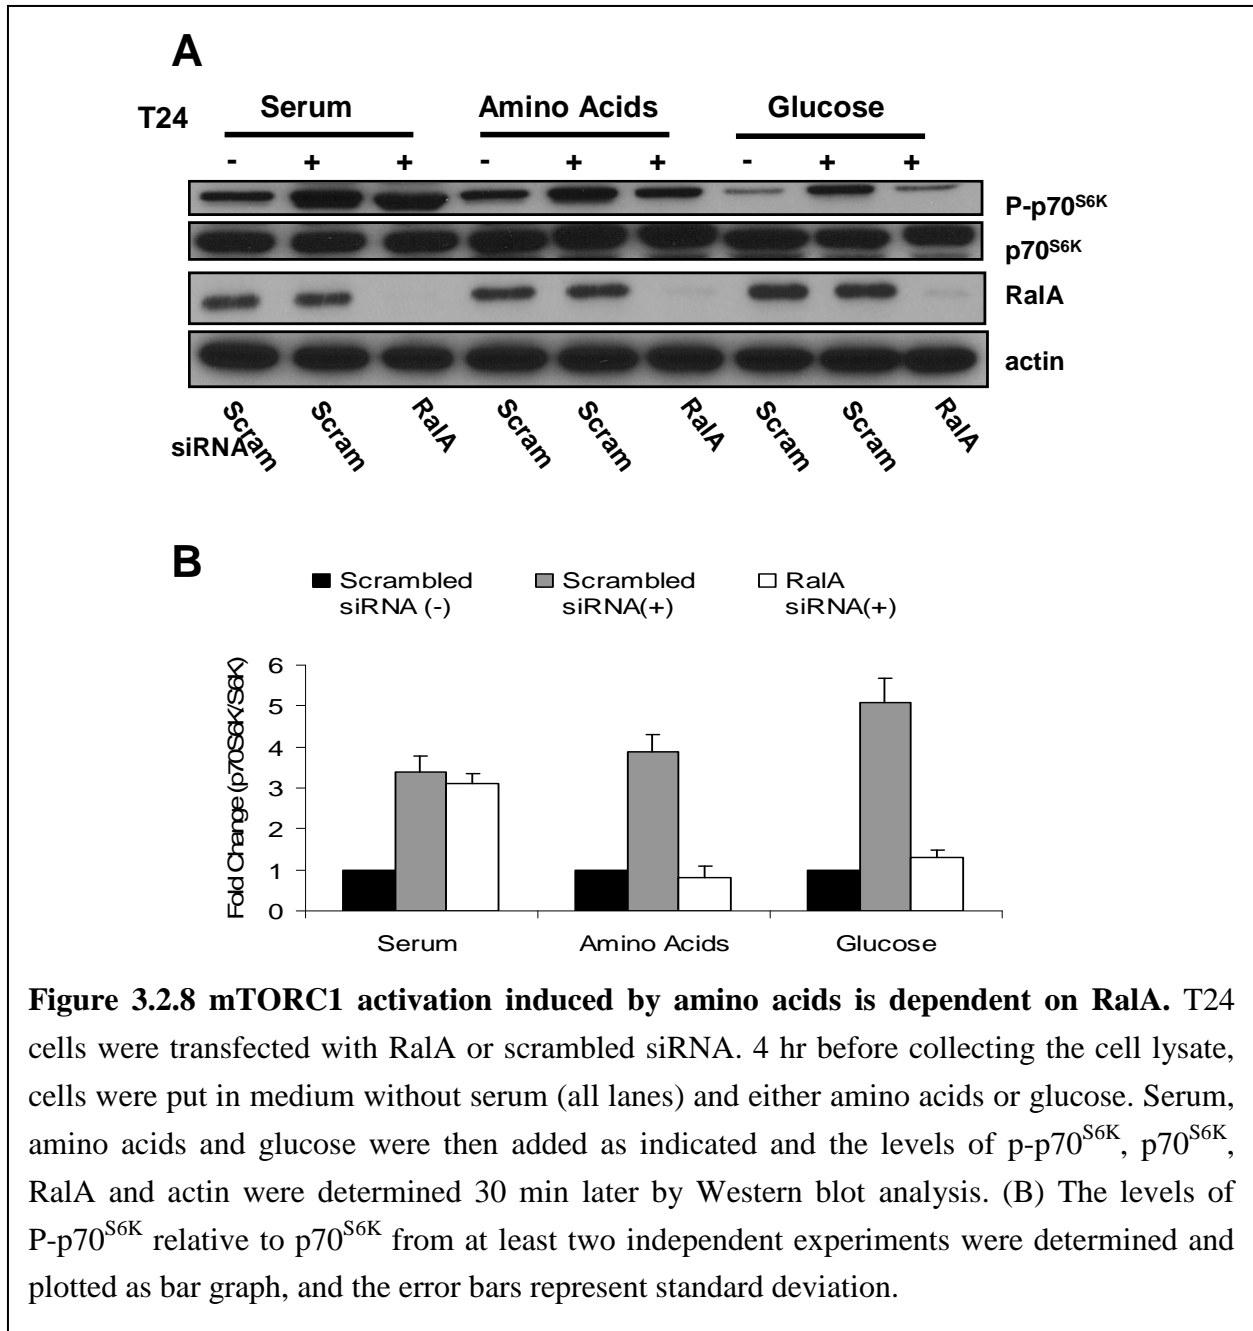 A
T24 Serum Amino Acids Glucose
- + + - + + - + +
P-p70S6K
p70S6K
RalA
actin
siRNA Scram Scram RalA Scram Scram RalA Scram Scram RalA
B
Scrambled siRNA (-)
Scrambled siRNA(+)
RalA siRNA(+)
Fold Change (p70S6K/S6K)
6
5
4
3
2
1
0
Serum Amino Acids Glucose
Figure 3.2.8 mTORC1 activation induced by amino acids is dependent on RalA. T24
cells were transfected with RalA or scrambled siRNA. 4 hr before collecting the cell lysate,
cells were put in medium without serum (all lanes) and either amino acids or glucose. Serum,
amino acids and glucose were then added as indicated and the levels of p-p70S6K, p70S6K,
RalA and actin were determined 30 min later by Western blot analysis. (B) The levels of
P-p70S6K relative to p70S6K from at least two independent experiments were determined and
plotted as bar graph, and the error bars represent standard deviation.